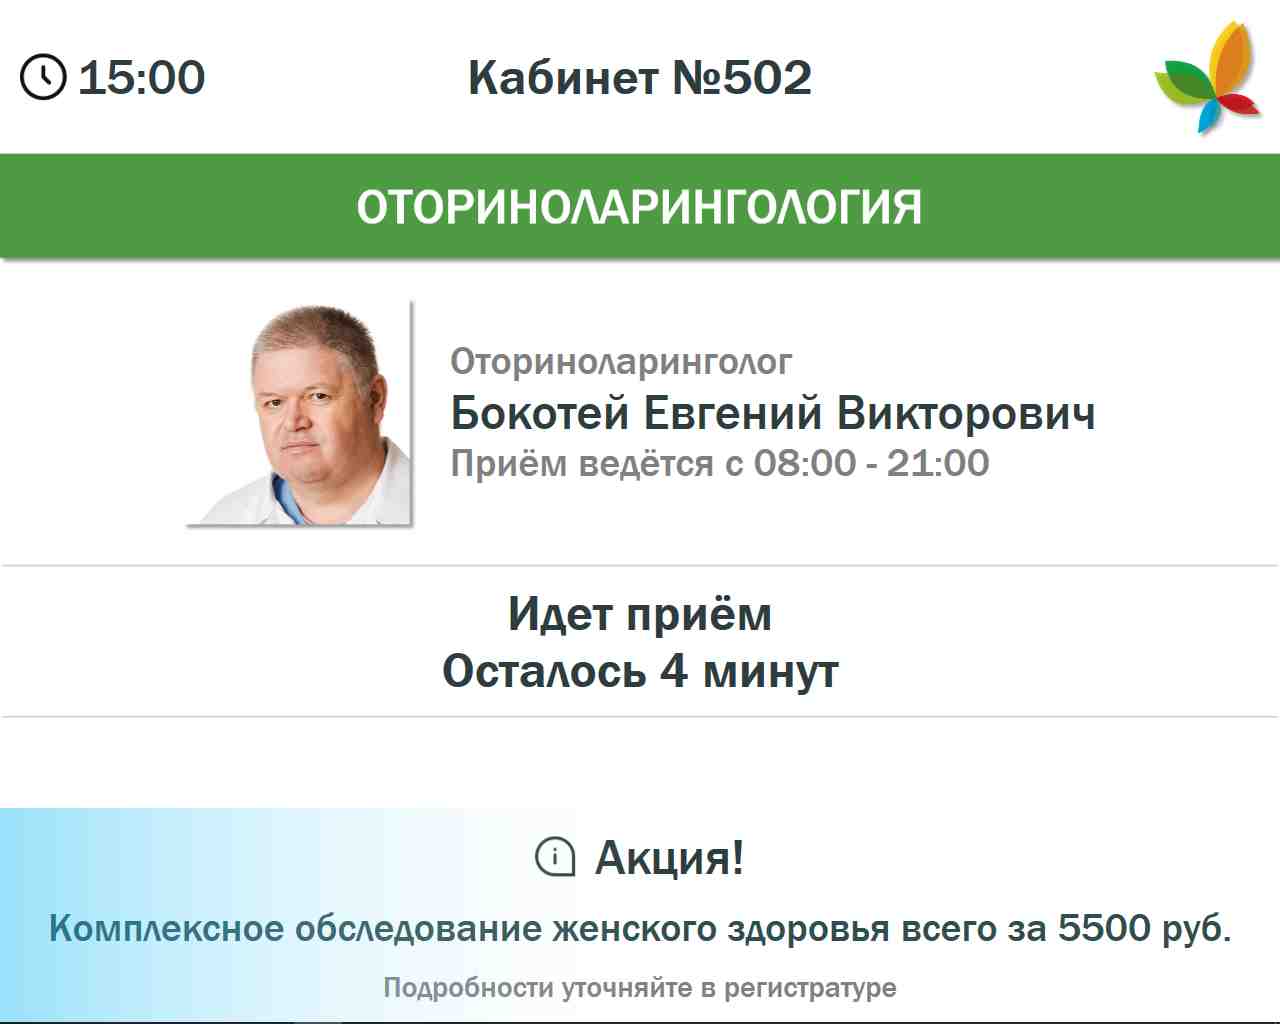 15:00
Кабинет №502
ОТОРИНОЛАРИНГОЛОГИЯ
Оториноларинголог
Бокотей Евгений Викторович
Приём ведётся с 08:00 - 21:00
Идет приём
Осталось 4 минут
Акция!
Комплексное обследование женского здоровья всего за 5500 руб.
Подробности уточняйте в регистратуре